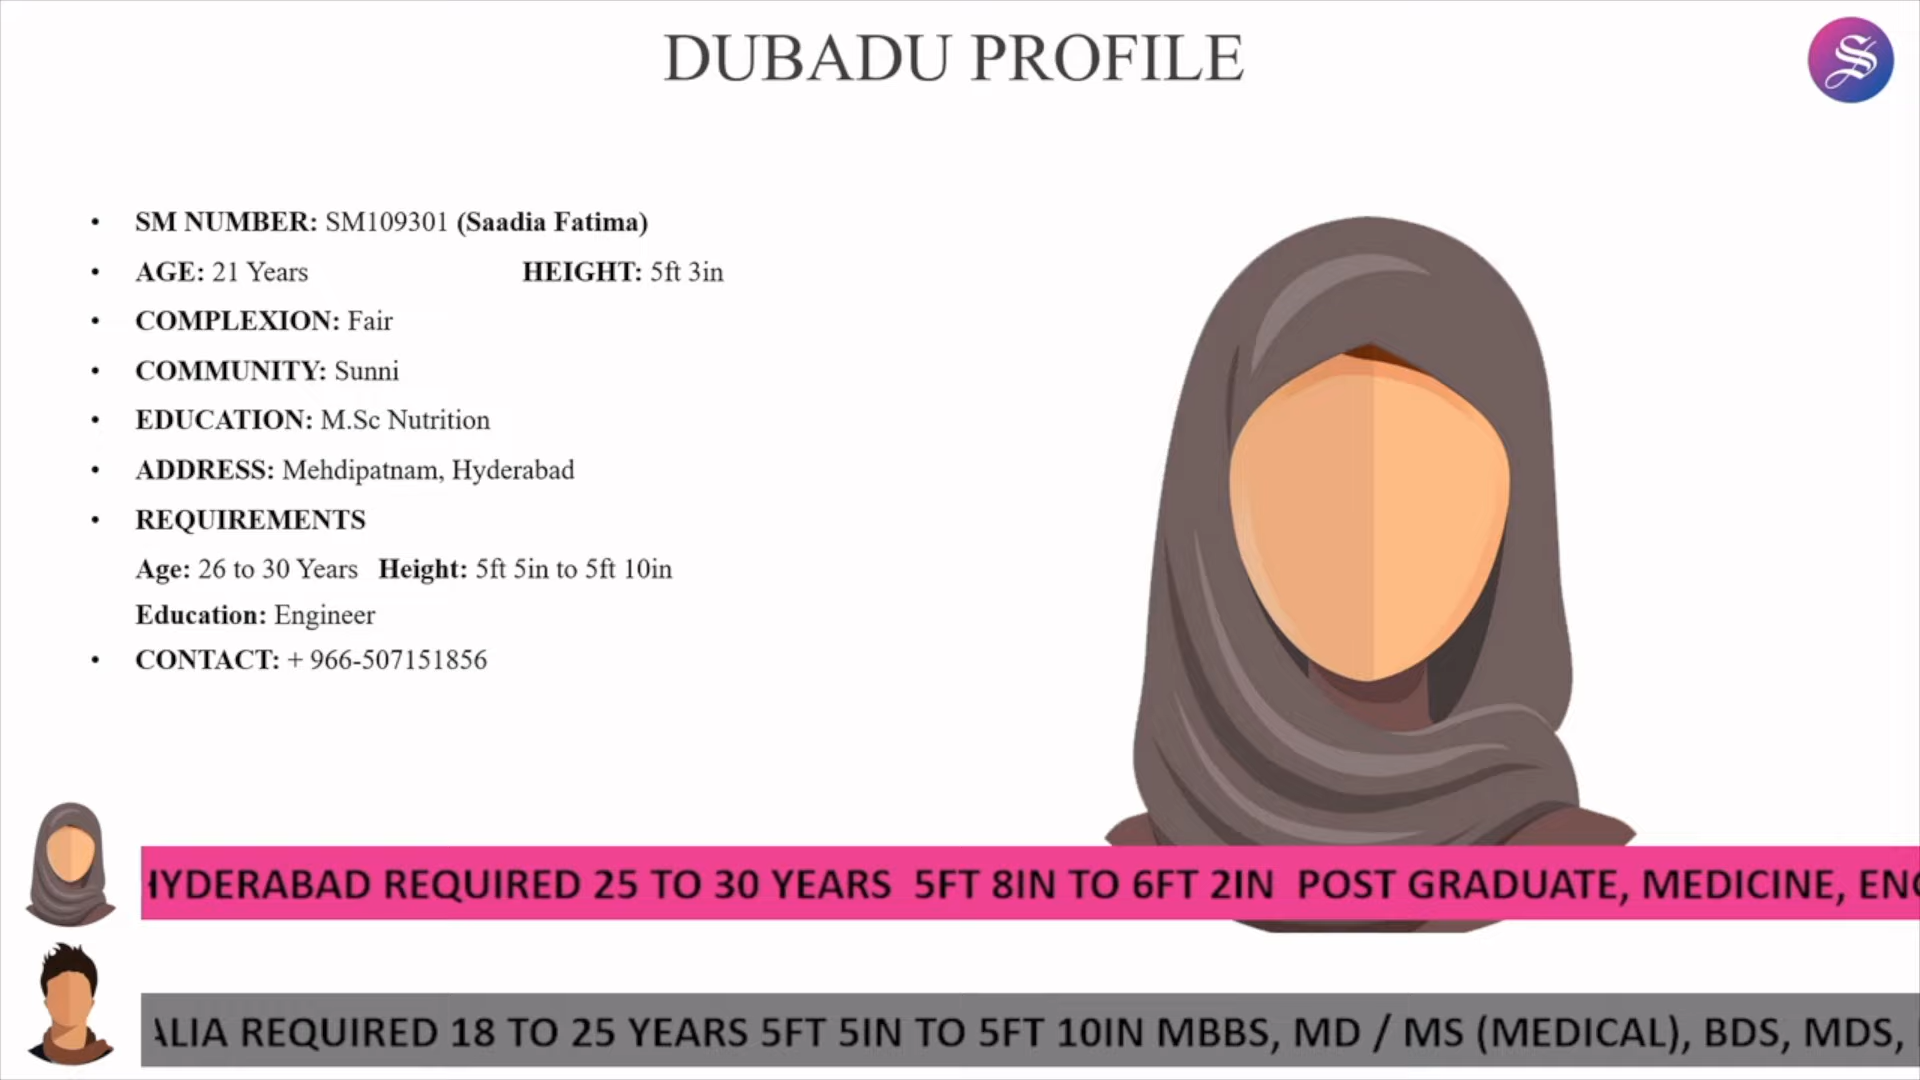 DUBADU PROFILE
• SM NUMBER: SM109301 (Saadia Fatima)
• AGE: 21 Years HEIGHT: 5ft 3in
• COMPLEXION: Fair
• COMMUNITY: Sunni
• EDUCATION: M.Sc Nutrition
• ADDRESS: Mehdipatnam, Hyderabad
• REQUIREMENTS
Age: 26 to 30 Years Height: 5ft 5in to 5ft 10in
Education: Engineer
• CONTACT: + 966-507151856
YDERABAD REQUIRED 25 TO 30 YEARS 5FT 8IN TO 6FT 2IN POST GRADUATE, MEDICINE, EN
ALIA REQUIRED 18 TO 25 YEARS 5FT 5IN TO 5FT 10IN MBBS, MD / MS (MEDICAL), BDS, MDS,